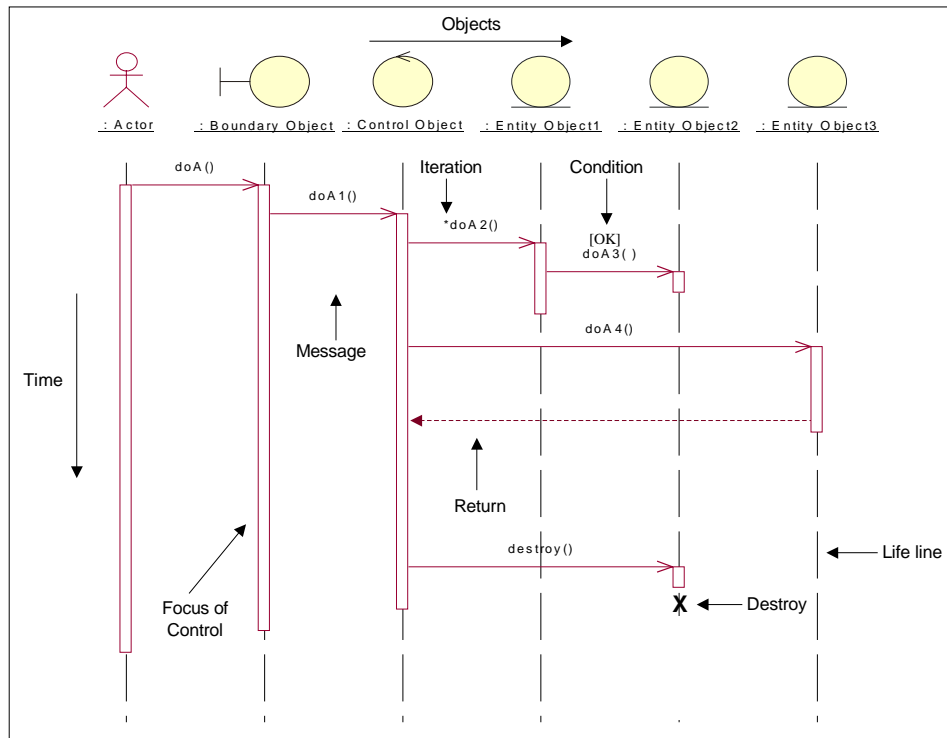 Objects
: Actor
: Boundary Object
: Control Object
: Entity Object1
: Entity Object2
: Entity Object3
doA()
Iteration
Condition
doA1()
*doA2()
[OK]
doA3( )
doA4()
Message
Time
Return
destroy()
Life line
Destroy
Focus of
Control
X